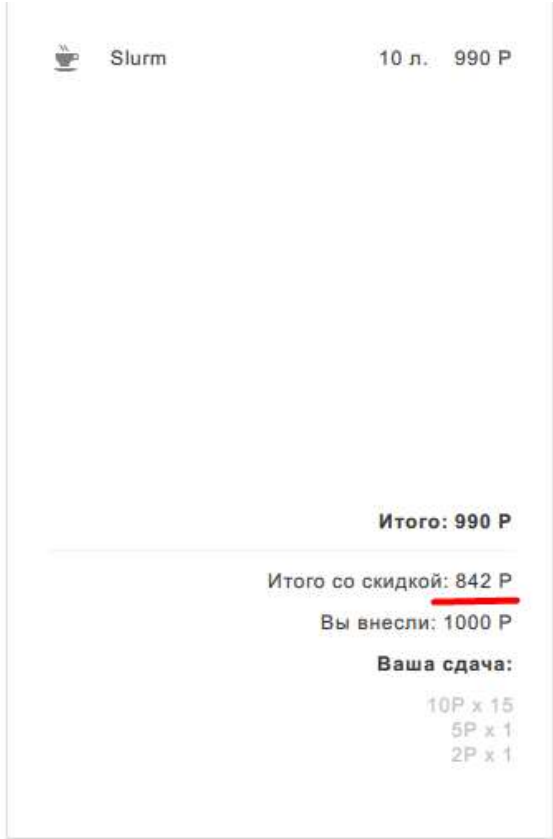 Slurm 10 л. 990 Р
Итого: 990 Р
Итого со скидкой: 842 Р
Вы внесли: 1000 Р
Ваша сдача:
10Р x 15
5Р x 1
2Р x 1